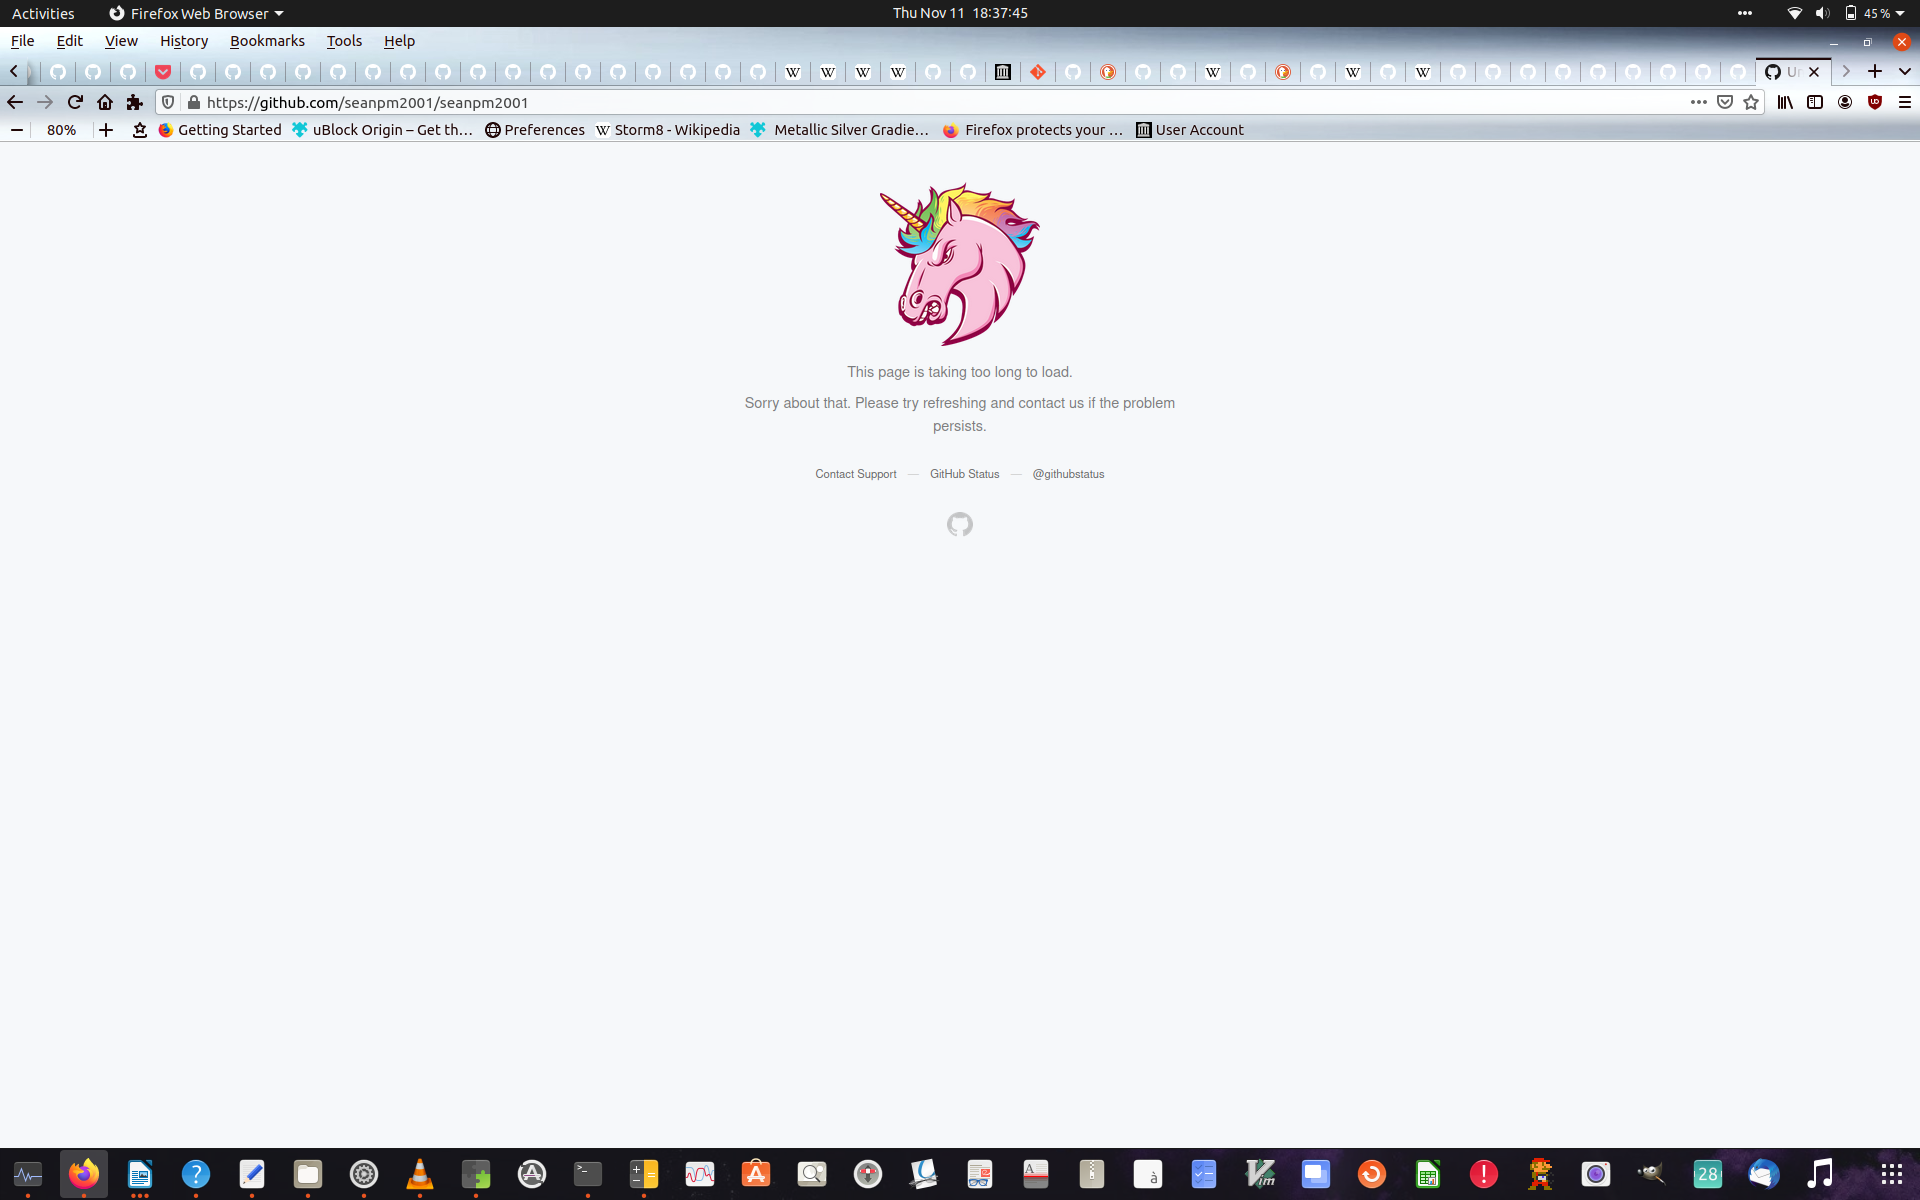 Activities Firefox Web Browser Thu Nov 11 18:37:45 45 %
File Edit View History Bookmarks Tools Help
W W W W W W W
https://github.com/seanpm2001/seanpm2001
80% Getting Started uBlock Origin – Get th… Preferences W Storm8 - Wikipedia Metallic Silver Gradie… Firefox protects your … User Account
This page is taking too long to load.
Sorry about that. Please try refreshing and contact us if the problem
persists.
Contact Support — GitHub Status — @githubstatus
28